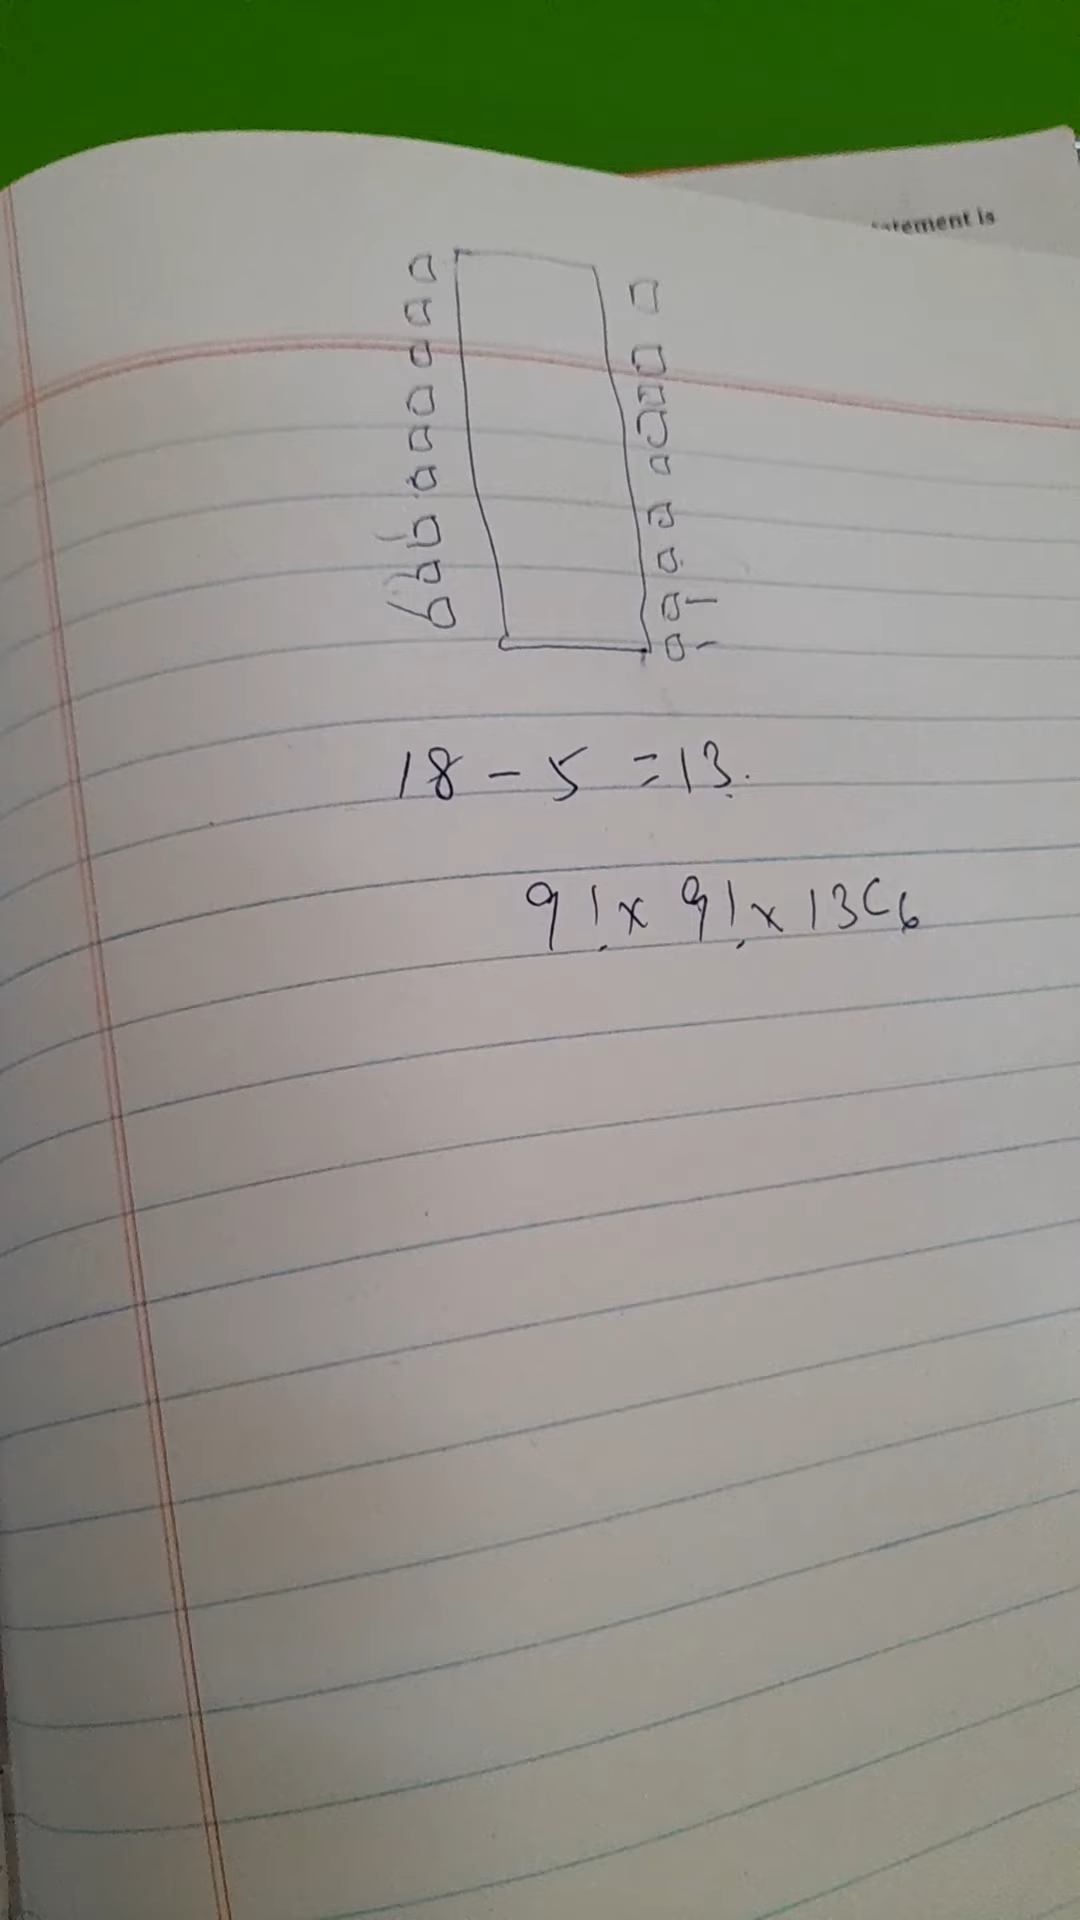 statement is
18 - 5 = 13.
9! x 9! x 13C6